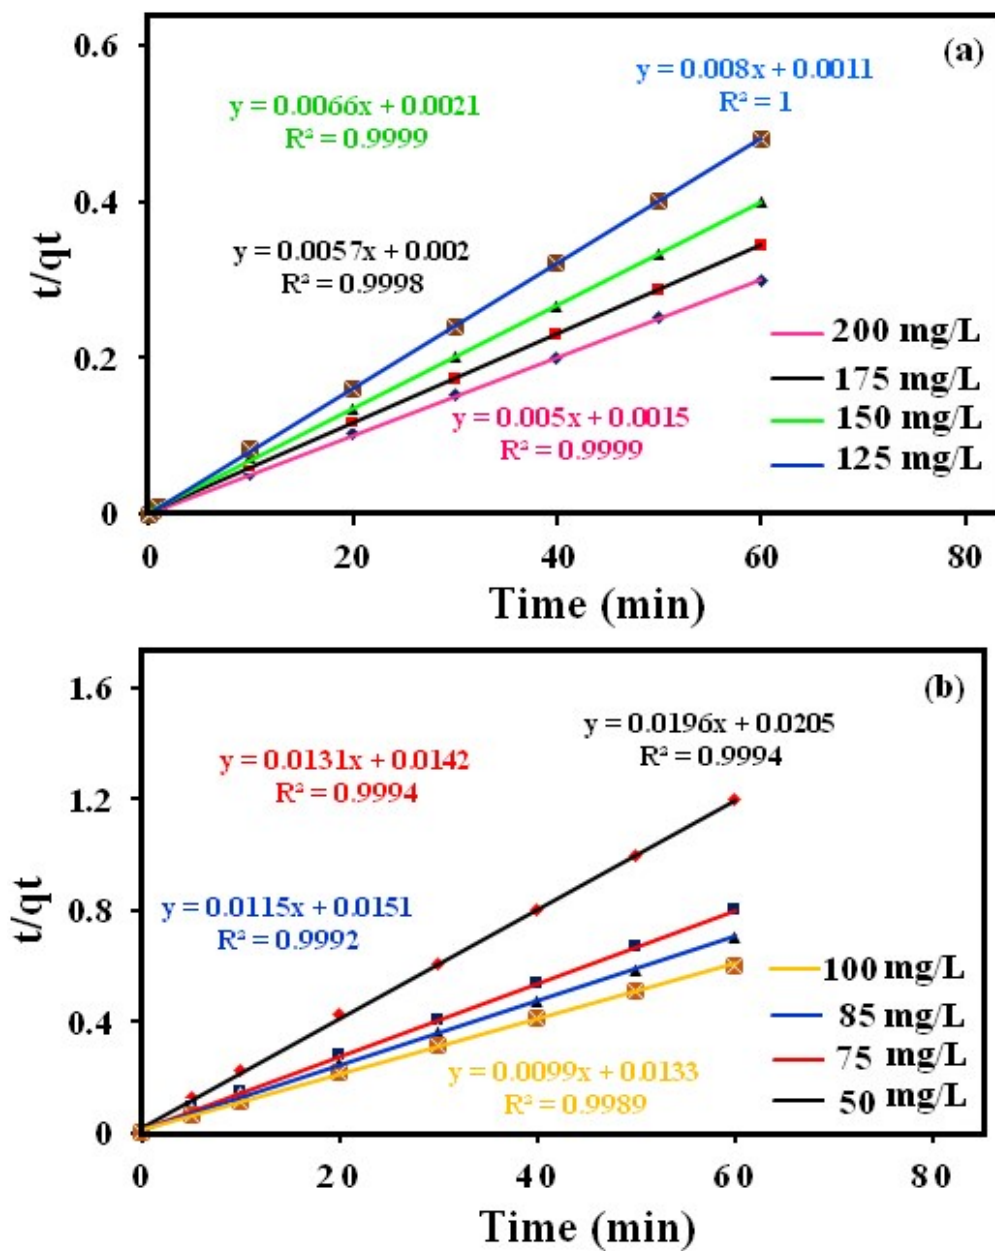 (a)
0.6
y = 0.008x + 0.0011
R² = 1
y = 0.0066x + 0.0021
R² = 0.9999
0.4
t/qt
y = 0.0057x + 0.002
R² = 0.9998
200 mg/L
0.2
175 mg/L
y = 0.005x + 0.0015
R² = 0.9999
150 mg/L
125 mg/L
0
0 20 40 60 80
Time (min)
(b)
1.6
y = 0.0196x + 0.0205
R² = 0.9994
y = 0.0131x + 0.0142
R² = 0.9994
1.2
t/qt
0.8
y = 0.0115x + 0.0151
R² = 0.9992
100 mg/L
0.4
85 mg/L
y = 0.0099x + 0.0133
R² = 0.9989
75 mg/L
50 mg/L
0
0 20 40 60 80
Time (min)